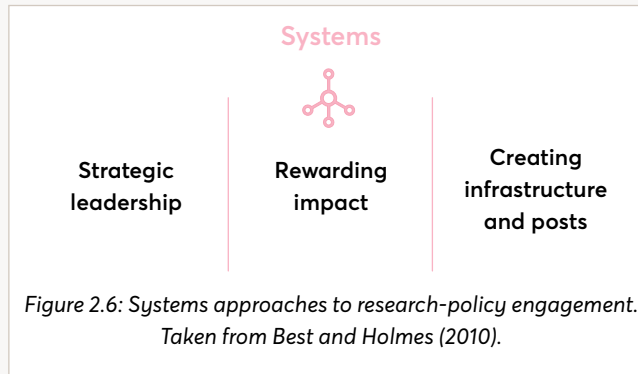 Systems
Strategic
leadership
Rewarding
impact
Creating
infrastructure
and posts
Figure 2.6: Systems approaches to research-policy engagement.
Taken from Best and Holmes (2010).